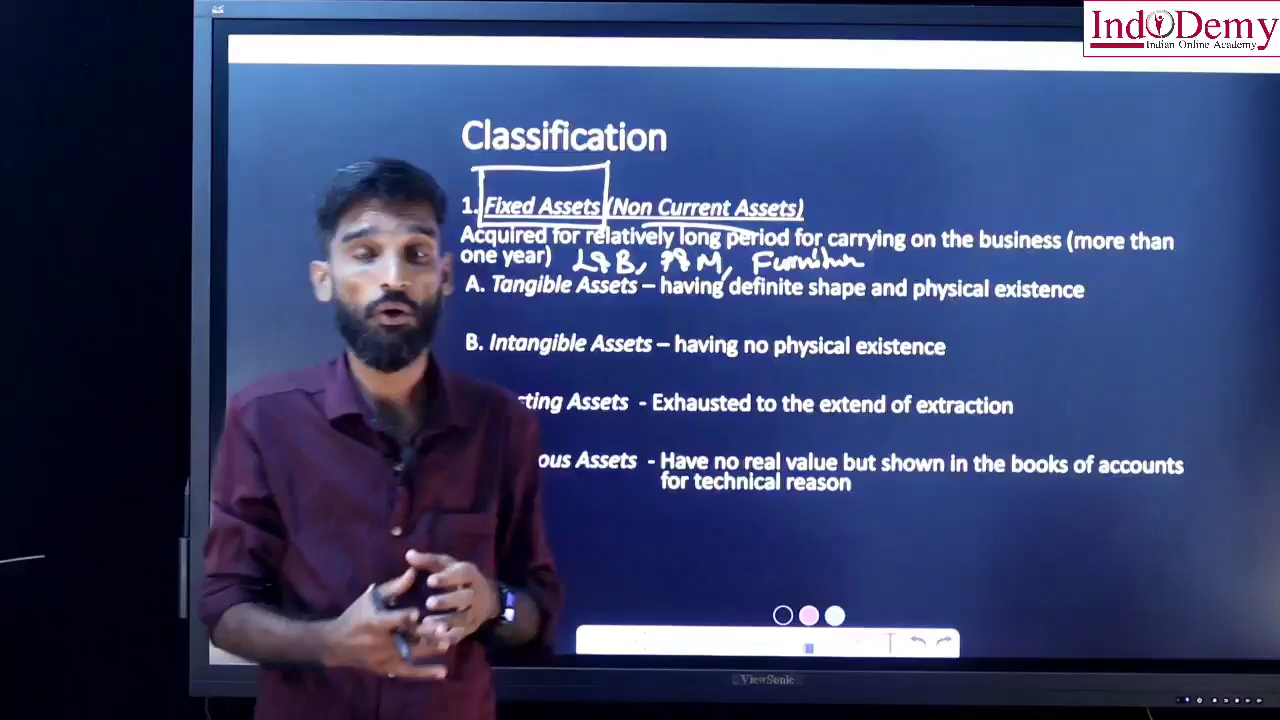 IndODemy
Indian Online Academy
Classification
1. Fixed Assets (Non Current Assets)
Acquired for relatively long period for carrying on the business (more than
one year) L&B, P&M, Furniture
A. Tangible Assets – having definite shape and physical existence
B. Intangible Assets – having no physical existence
sting Assets - Exhausted to the extend of extraction
ous Assets - Have no real value but shown in the books of accounts
for technical reason
ViewSonic